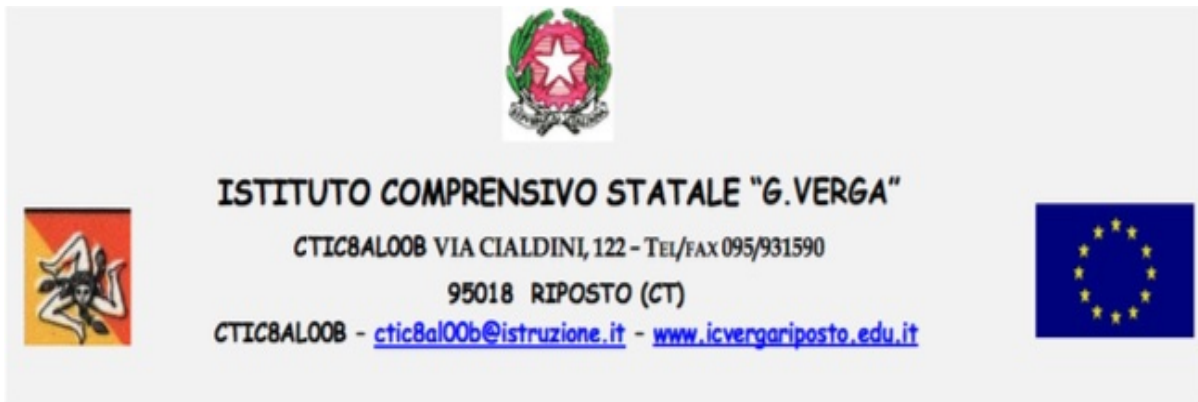 ISTITUTO COMPRENSIVO STATALE “G.VERGA”
CTIC8AL00B VIA CIALDINI, 122 – TEL/FAX 095/931590
95018 RIPOSTO (CT)
CTIC8AL00B – ctic8al00b@istruzione.it – www.icvergariposto.edu.it